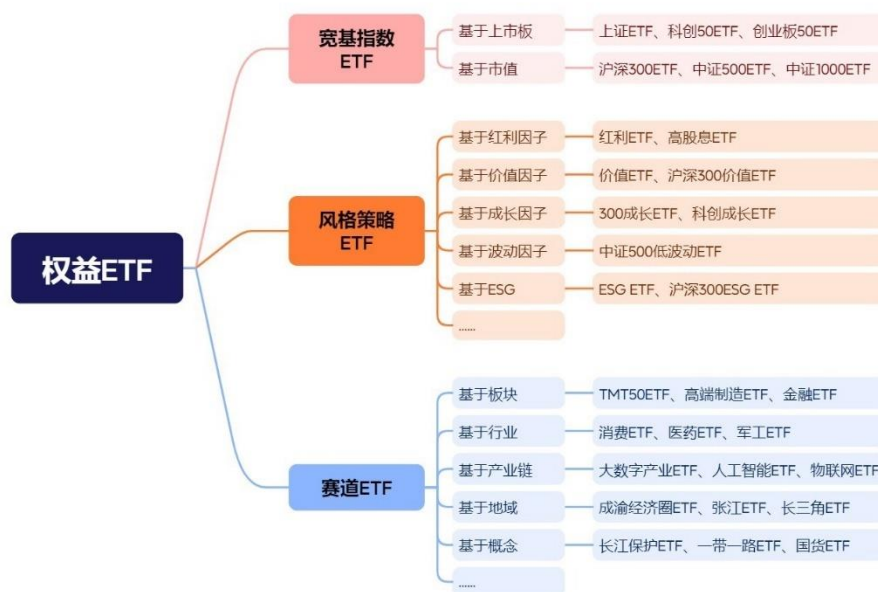 权益ETF
宽基指数
ETF
基于上市板
上证ETF、科创50ETF、创业板50ETF
基于市值
沪深300ETF、中证500ETF、中证1000ETF
风格策略
ETF
基于红利因子
红利ETF、高股息ETF
基于价值因子
价值ETF、沪深300价值ETF
基于成长因子
300成长ETF、科创成长ETF
基于波动因子
中证500低波动ETF
基于ESG
ESG ETF、沪深300ESG ETF
......
赛道ETF
基于板块
TMT50ETF、高端制造ETF、金融ETF
基于行业
消费ETF、医药ETF、军工ETF
基于产业链
大数字产业ETF、人工智能ETF、物联网ETF
基于地域
成渝经济圈ETF、张江ETF、长三角ETF
基于概念
长江保护ETF、一带一路ETF、国货ETF
......